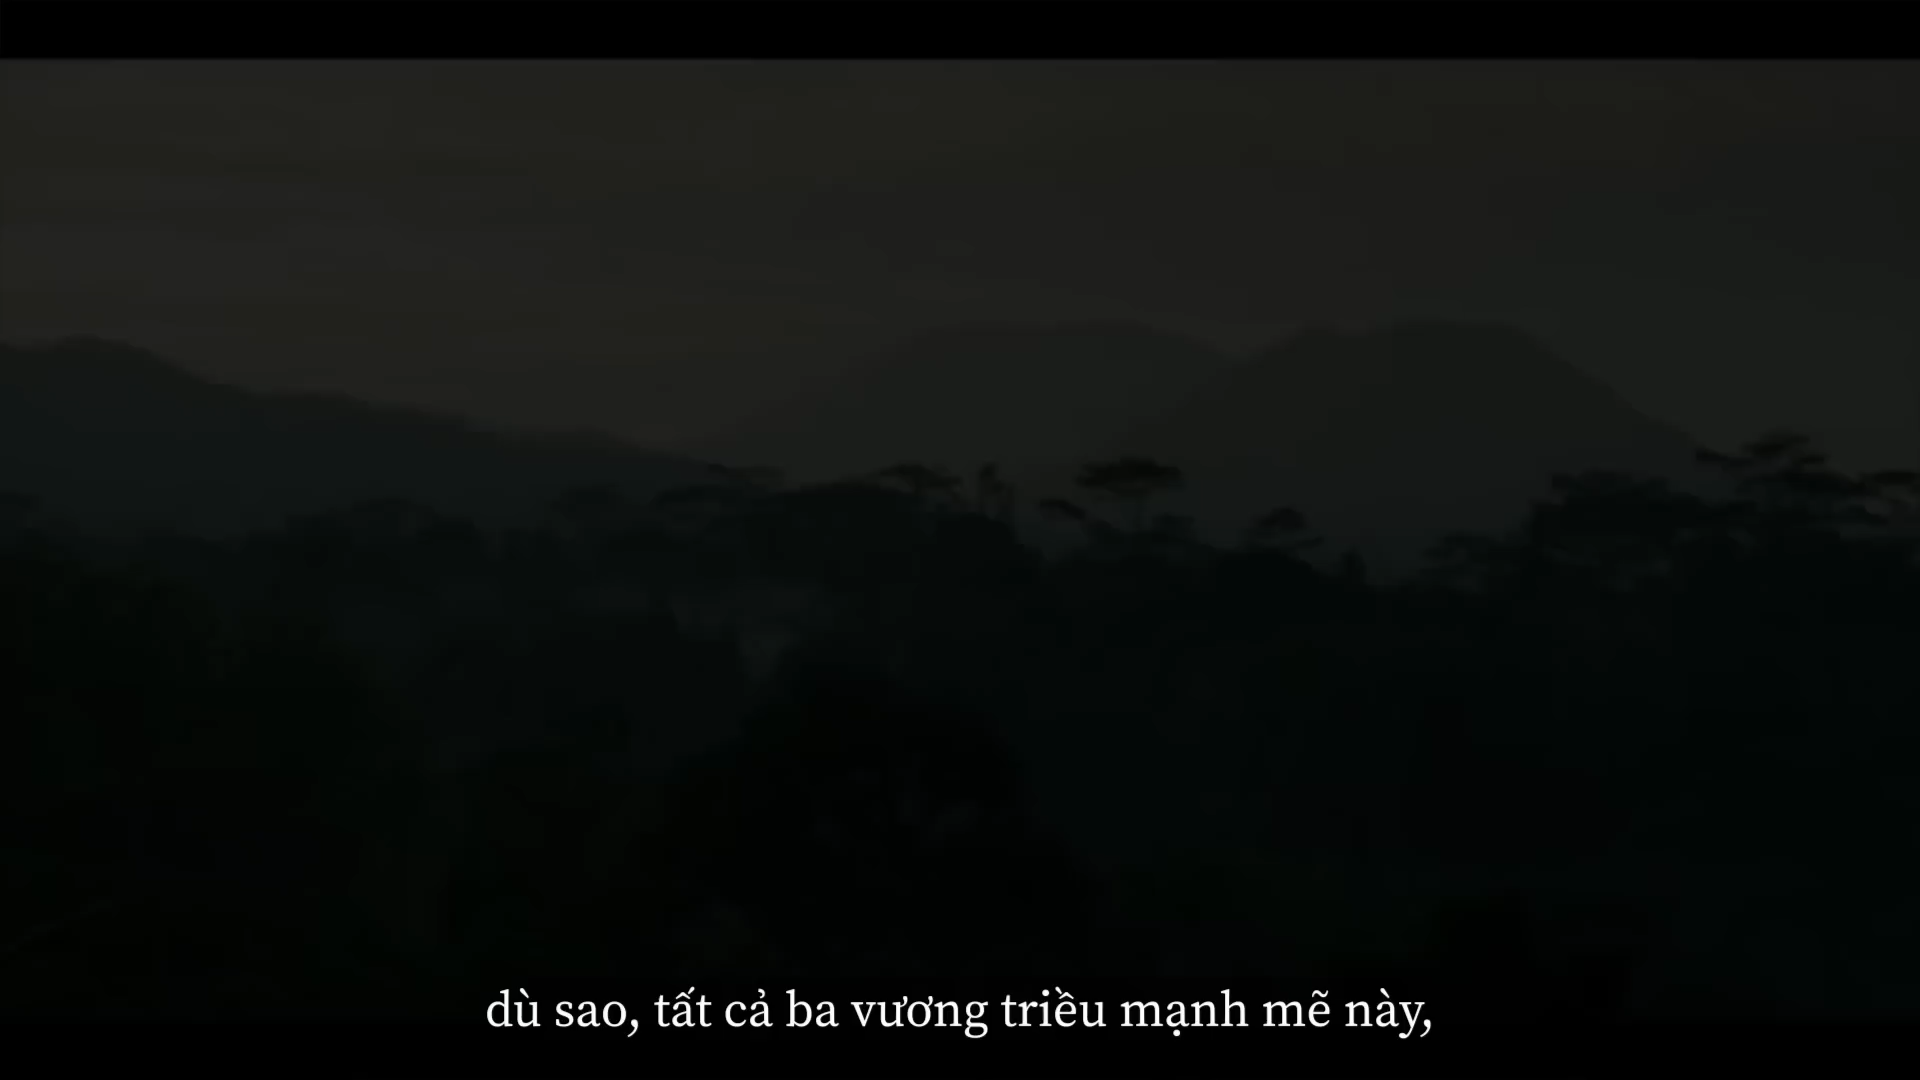 dù sao, tất cả ba vương triều mạnh mẽ này,